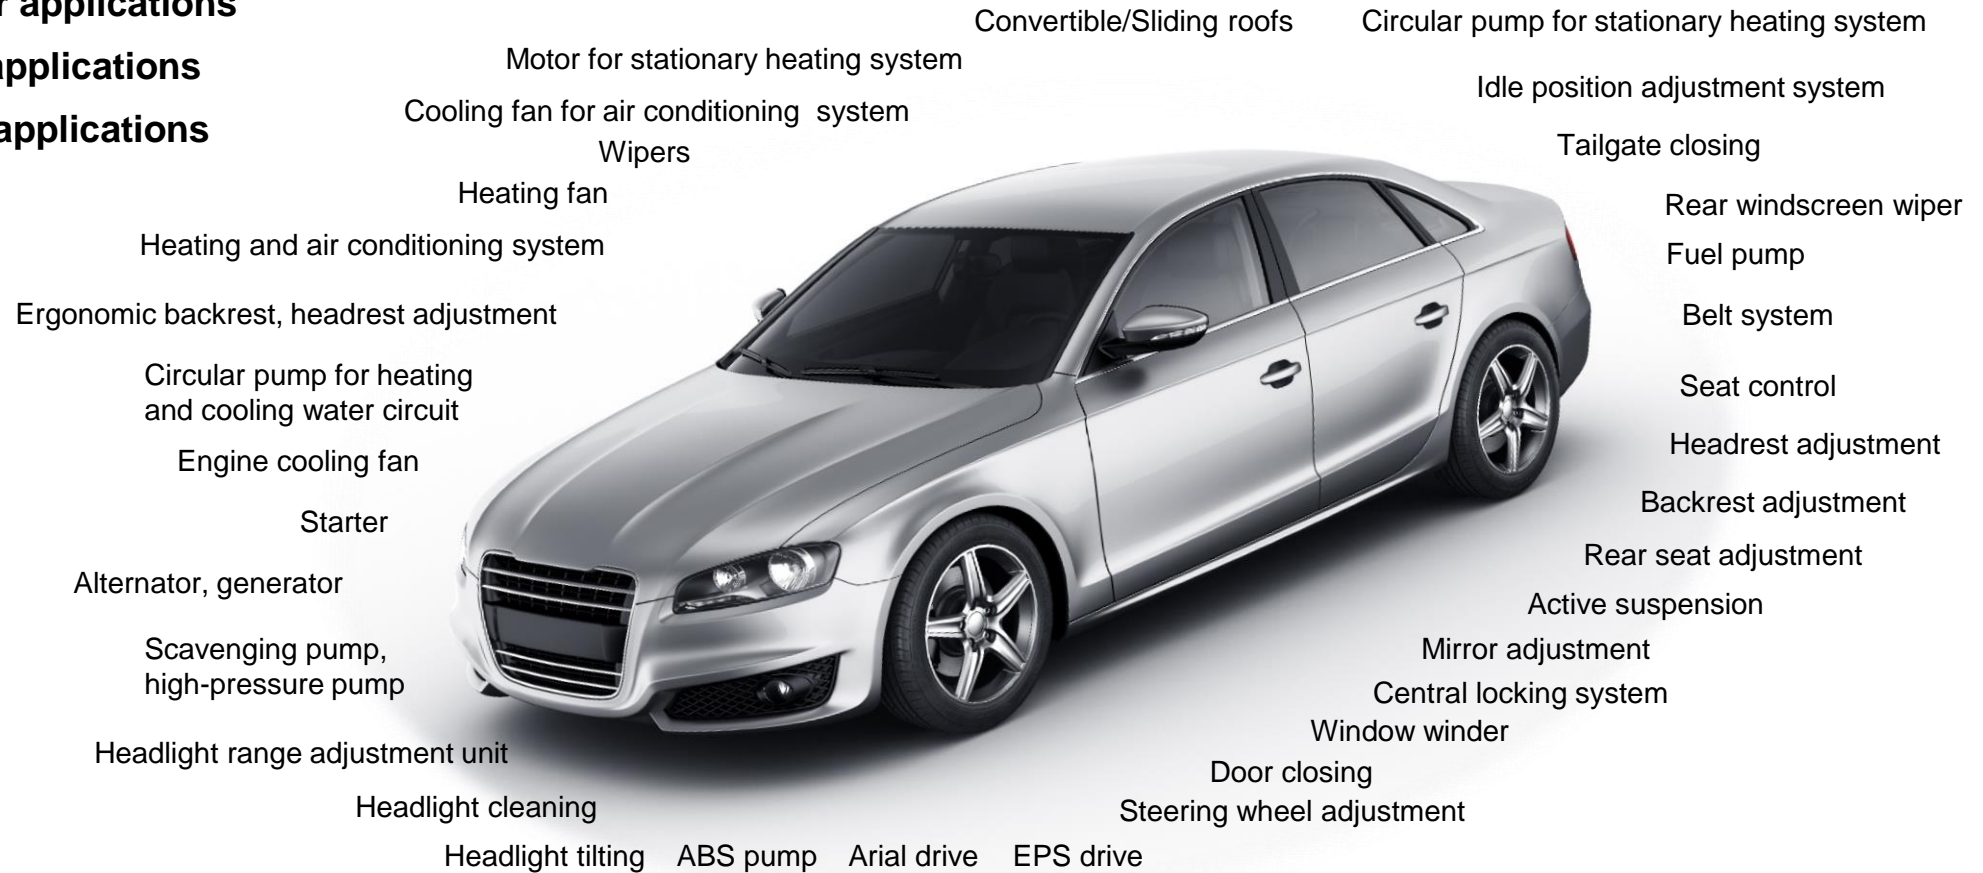 applications
applications
applications
Convertible/Sliding roofs
Circular pump for stationary heating system
Motor for stationary heating system
Idle position adjustment system
Cooling fan for air conditioning system
Tailgate closing
Wipers
Heating fan
Rear windscreen wiper
Heating and air conditioning system
Fuel pump
Ergonomic backrest, headrest adjustment
Belt system
Circular pump for heating
and cooling water circuit
Seat control
Headrest adjustment
Engine cooling fan
Backrest adjustment
Starter
Rear seat adjustment
Alternator, generator
Active suspension
Scavenging pump,
high-pressure pump
Mirror adjustment
Central locking system
Window winder
Headlight range adjustment unit
Door closing
Headlight cleaning
Steering wheel adjustment
Headlight tilting
ABS pump
Arial drive
EPS drive